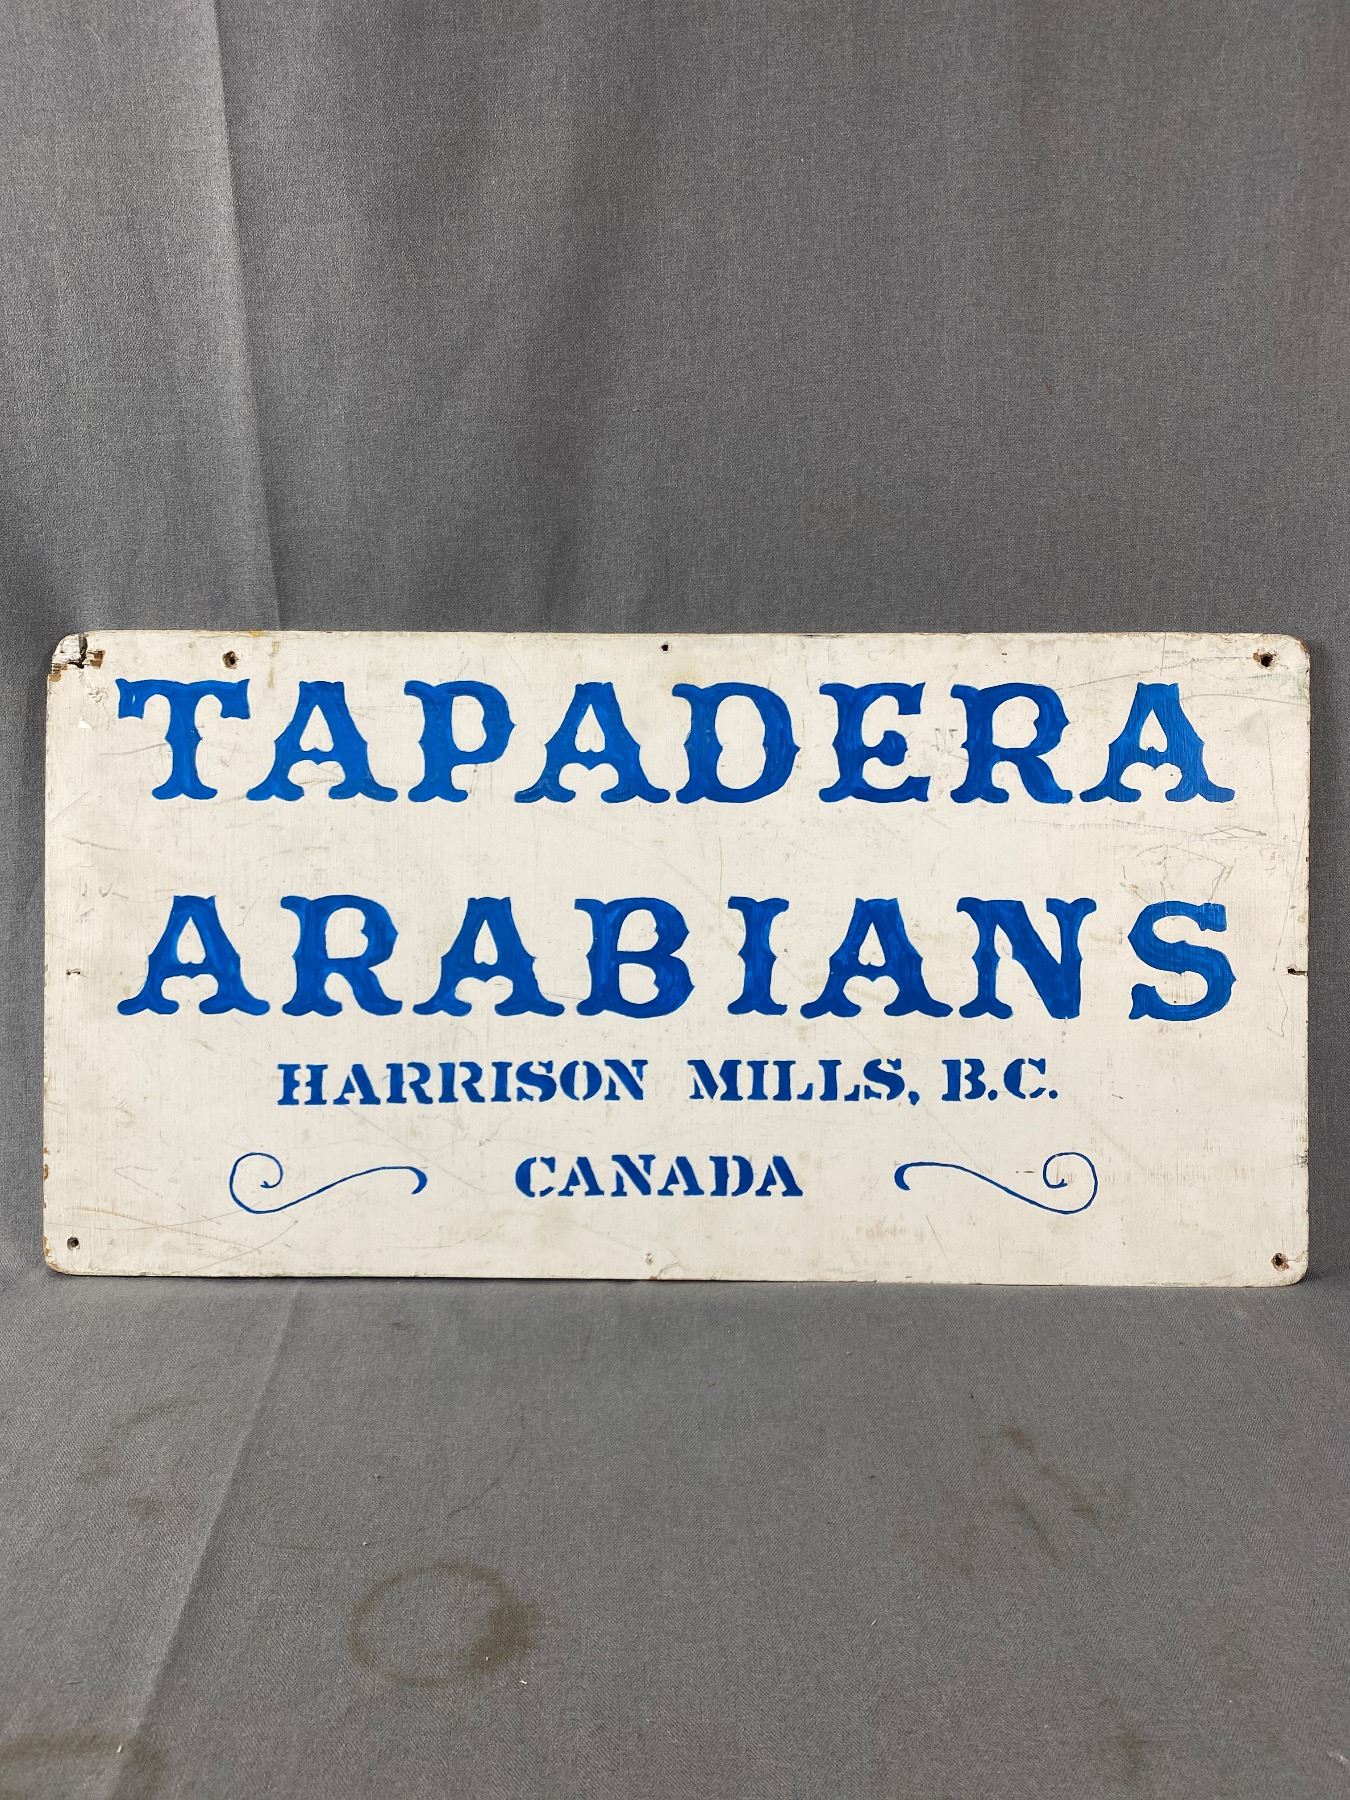 TAPADERA
ARABIANS
HARRISON MILLS, B.C.
CANADA